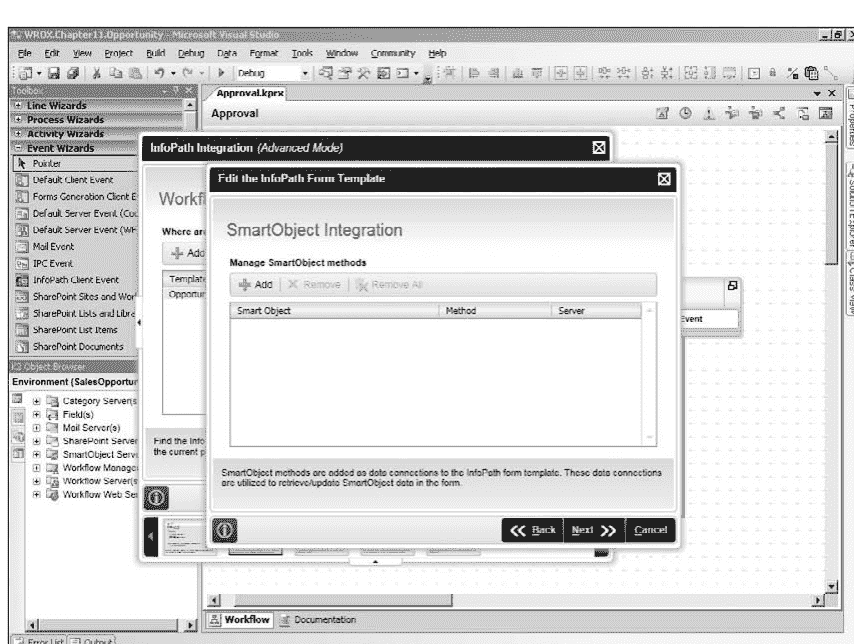 WROX.Chapter11.Opportunity - Microsoft Visual Studio
File Edit View Project Build Debug Data Format Tools Window Community Help
Debug
Toolbox
Line Wizards
Process Wizards
Activity Wizards
Event Wizards
Pointer
Default Client Event
Forms Generation Client E
Default Server Event (Co
Default Server Event (WF
Mail Event
IPC Event
InfoPath Client Event
SharePoint Sites and Wor
SharePoint Lists and Libra
SharePoint List Items
SharePoint Documents
K2 Object Browser
Environment (SalesOpportun
Category Server(s
Field(s)
Mail Server(s)
SharePoint Server
SmartObject Serv
Workflow Manage
Workflow Server(s
Workflow Web Ser
Approval.kprx
Approval
InfoPath Integration (Advanced Mode)
Workf
Where are
Add
Template
Opportun
Find the Info
the current p
Edit the InfoPath Form Template
SmartObject Integration
Manage SmartObject methods
Add Remove Remove All
Smart Object Method Server
SmartObject methods are added as data connections to the InfoPath form template. These data connections
are utilized to retrieve/update SmartObject data in the form.
Back Next Cancel
Event
Properties
Solution Explorer
Class View
Workflow Documentation
Error List Output